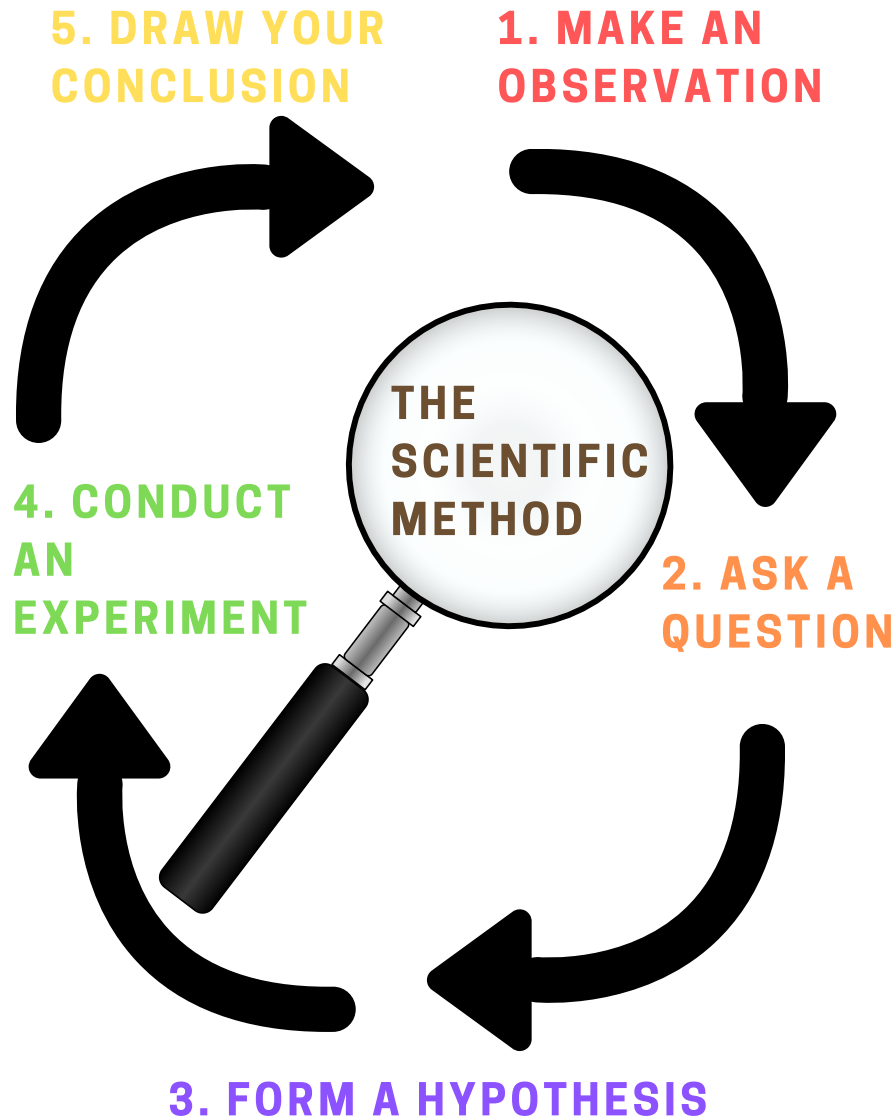 5. DRAW YOUR
CONCLUSION
1. MAKE AN
OBSERVATION
THE
SCIENTIFIC
METHOD
4. CONDUCT
AN
EXPERIMENT
2. ASK A
QUESTION
3. FORM A HYPOTHESIS